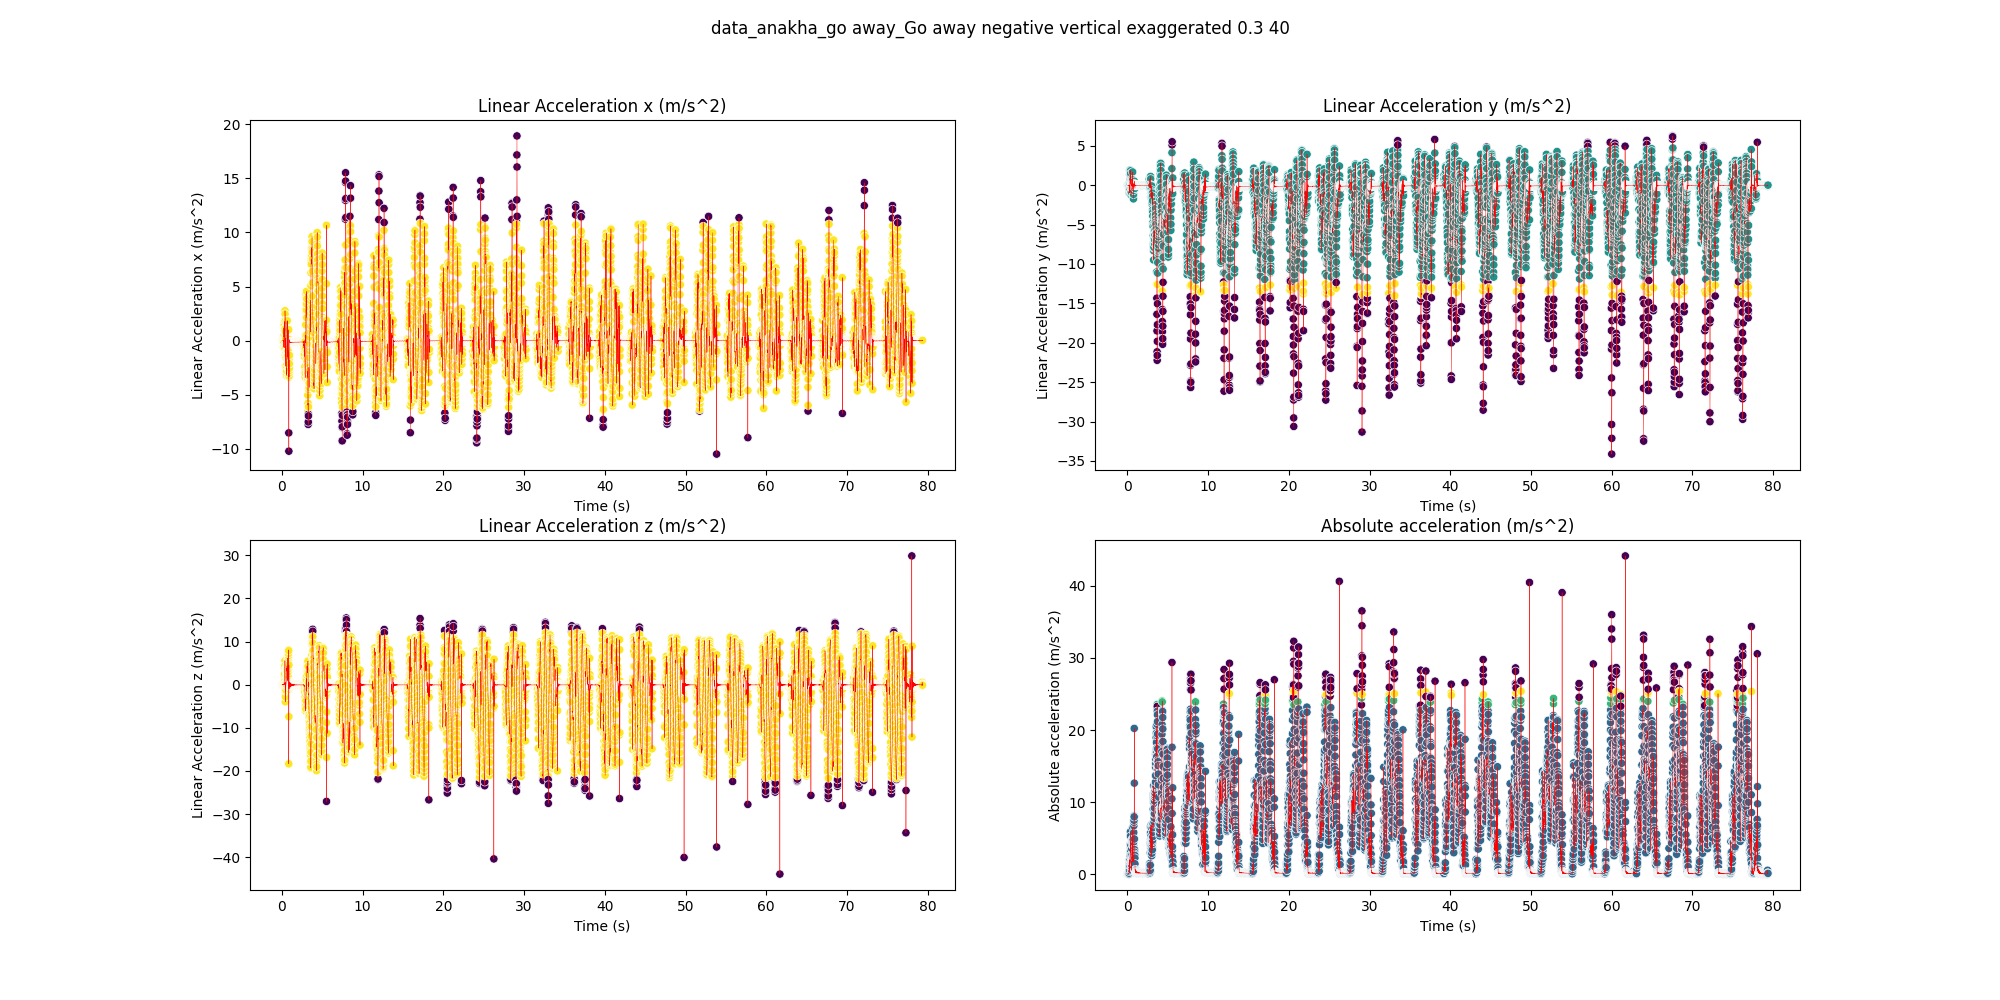 data_anakha_go away_Go away negative vertical exaggerated 0.3 40
Linear Acceleration x (m/s^2)
Linear Acceleration x (m/s^2)
20
15
10
5
0
−5
−10
0 10 20 30 40 50 60 70 80
Time (s)
Linear Acceleration y (m/s^2)
Linear Acceleration y (m/s^2)
5
0
−5
−10
−15
−20
−25
−30
−35
0 10 20 30 40 50 60 70 80
Time (s)
Linear Acceleration z (m/s^2)
Linear Acceleration z (m/s^2)
30
20
10
0
−10
−20
−30
−40
0 10 20 30 40 50 60 70 80
Time (s)
Absolute acceleration (m/s^2)
Absolute acceleration (m/s^2)
40
30
20
10
0
0 10 20 30 40 50 60 70 80
Time (s)